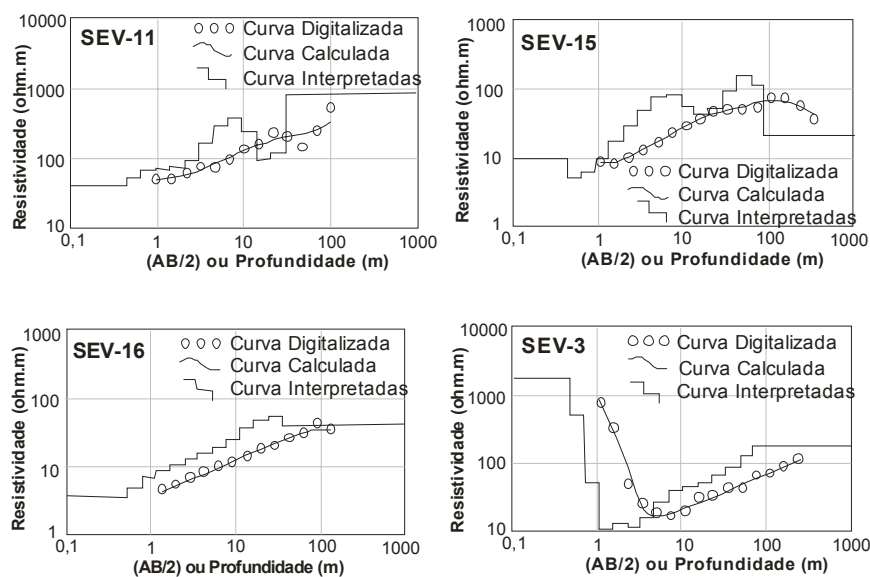 SEV-11
Curva Digitalizada
Curva Calculada
Curva Interpretadas
Resistividade (ohm.m)
10000
1000
100
10
0,1 1 10 100 1000
(AB/2) ou Profundidade (m)
SEV-15
Curva Digitalizada
Curva Calculada
Curva Interpretadas
Resistividade (ohm.m)
1000
100
10
1
0,1 1 10 100 1000
(AB/2) ou Profundidade (m)
SEV-16
Curva Digitalizada
Curva Calculada
Curva Interpretadas
Resistividade (ohm.m)
1000
100
10
1
0,1 1 10 100 1000
(AB/2) ou Profundidade (m)
SEV-3
Curva Digitalizada
Curva Calculada
Curva Interpretadas
Resistividade (ohm.m)
10000
1000
100
10
0,1 1 10 100 1000
(AB/2) ou Profundidade (m)